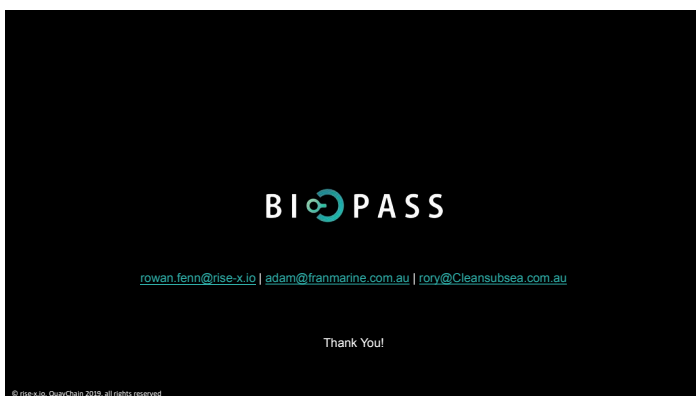 BIOPASS
rowan.fenn@rise-x.io | adam@franmarine.com.au | rory@Cleansubsea.com.au
Thank You!
© rise-x.io, QuayChain 2019, all rights reserved